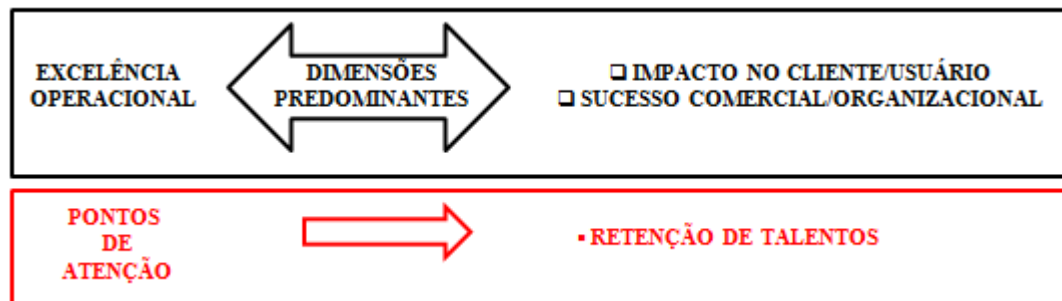 EXCELÊNCIA
OPERACIONAL
DIMENSÕES
PREDOMINANTES
❑ IMPACTO NO CLIENTE/USUÁRIO
❑ SUCESSO COMERCIAL/ORGANIZACIONAL
PONTOS
DE
ATENÇÃO
▪ RETENÇÃO DE TALENTOS